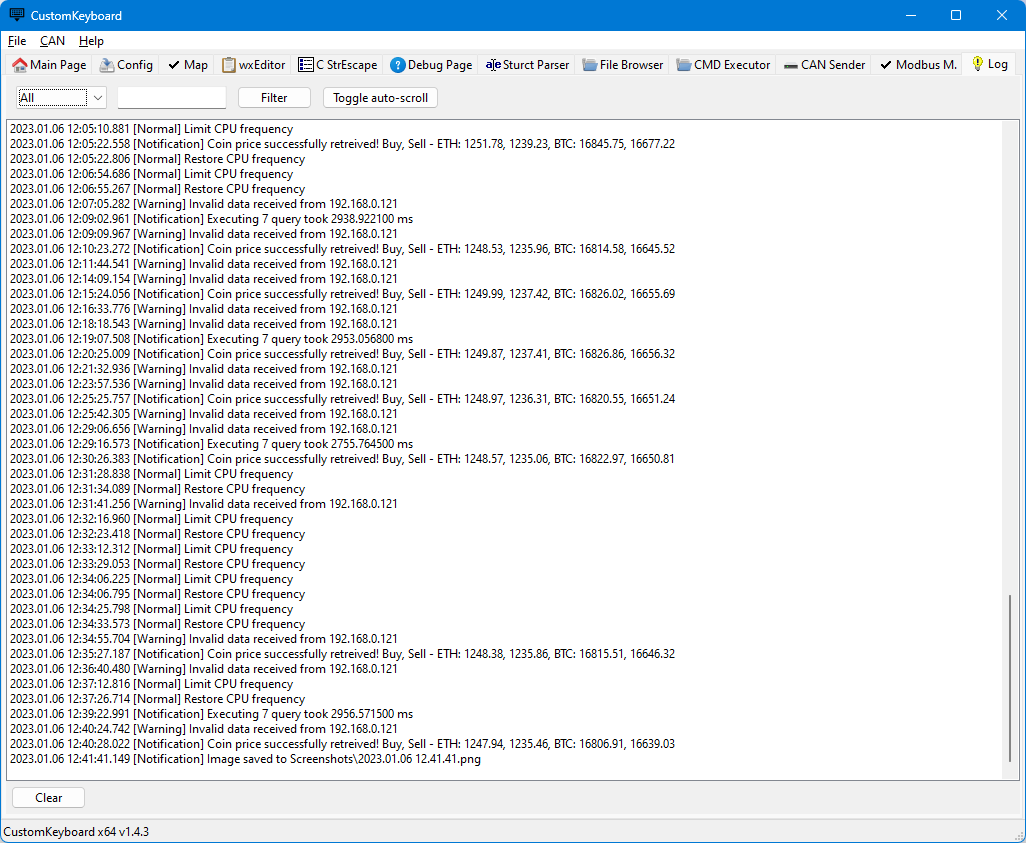 CustomKeyboard
File CAN Help
Main Page Config Map wxEditor C StrEscape Debug Page Sturct Parser File Browser CMD Executor CAN Sender Modbus M. Log
All Filter Toggle auto-scroll
2023.01.06 12:05:10.881 [Normal] Limit CPU frequency
2023.01.06 12:05:22.558 [Notification] Coin price successfully retreived! Buy, Sell - ETH: 1251.78, 1239.23, BTC: 16845.75, 16677.22
2023.01.06 12:05:22.806 [Normal] Restore CPU frequency
2023.01.06 12:06:54.686 [Normal] Limit CPU frequency
2023.01.06 12:06:55.267 [Normal] Restore CPU frequency
2023.01.06 12:07:05.282 [Warning] Invalid data received from 192.168.0.121
2023.01.06 12:09:02.961 [Notification] Executing 7 query took 2938.922100 ms
2023.01.06 12:09:09.967 [Warning] Invalid data received from 192.168.0.121
2023.01.06 12:10:23.272 [Notification] Coin price successfully retreived! Buy, Sell - ETH: 1248.53, 1235.96, BTC: 16814.58, 16645.52
2023.01.06 12:11:44.541 [Warning] Invalid data received from 192.168.0.121
2023.01.06 12:14:09.154 [Warning] Invalid data received from 192.168.0.121
2023.01.06 12:15:24.056 [Notification] Coin price successfully retreived! Buy, Sell - ETH: 1249.99, 1237.42, BTC: 16826.02, 16655.69
2023.01.06 12:16:33.776 [Warning] Invalid data received from 192.168.0.121
2023.01.06 12:18:18.543 [Warning] Invalid data received from 192.168.0.121
2023.01.06 12:19:07.508 [Notification] Executing 7 query took 2953.056800 ms
2023.01.06 12:20:25.009 [Notification] Coin price successfully retreived! Buy, Sell - ETH: 1249.87, 1237.41, BTC: 16826.86, 16656.32
2023.01.06 12:21:32.936 [Warning] Invalid data received from 192.168.0.121
2023.01.06 12:23:57.536 [Warning] Invalid data received from 192.168.0.121
2023.01.06 12:25:25.757 [Notification] Coin price successfully retreived! Buy, Sell - ETH: 1248.97, 1236.31, BTC: 16820.55, 16651.24
2023.01.06 12:25:42.305 [Warning] Invalid data received from 192.168.0.121
2023.01.06 12:29:06.656 [Warning] Invalid data received from 192.168.0.121
2023.01.06 12:29:16.573 [Notification] Executing 7 query took 2755.764500 ms
2023.01.06 12:30:26.383 [Notification] Coin price successfully retreived! Buy, Sell - ETH: 1248.57, 1235.06, BTC: 16822.97, 16650.81
2023.01.06 12:31:28.838 [Normal] Limit CPU frequency
2023.01.06 12:31:34.089 [Normal] Restore CPU frequency
2023.01.06 12:31:41.256 [Warning] Invalid data received from 192.168.0.121
2023.01.06 12:32:16.960 [Normal] Limit CPU frequency
2023.01.06 12:32:23.418 [Normal] Restore CPU frequency
2023.01.06 12:33:12.312 [Normal] Limit CPU frequency
2023.01.06 12:33:29.053 [Normal] Restore CPU frequency
2023.01.06 12:34:06.225 [Normal] Limit CPU frequency
2023.01.06 12:34:06.795 [Normal] Restore CPU frequency
2023.01.06 12:34:25.798 [Normal] Limit CPU frequency
2023.01.06 12:34:33.573 [Normal] Restore CPU frequency
2023.01.06 12:34:55.704 [Warning] Invalid data received from 192.168.0.121
2023.01.06 12:35:27.187 [Notification] Coin price successfully retreived! Buy, Sell - ETH: 1248.38, 1235.86, BTC: 16815.51, 16646.32
2023.01.06 12:36:40.480 [Warning] Invalid data received from 192.168.0.121
2023.01.06 12:37:12.816 [Normal] Limit CPU frequency
2023.01.06 12:37:26.714 [Normal] Restore CPU frequency
2023.01.06 12:39:22.991 [Notification] Executing 7 query took 2956.571500 ms
2023.01.06 12:40:24.742 [Warning] Invalid data received from 192.168.0.121
2023.01.06 12:40:28.022 [Notification] Coin price successfully retreived! Buy, Sell - ETH: 1247.94, 1235.46, BTC: 16806.91, 16639.03
2023.01.06 12:41:41.149 [Notification] Image saved to Screenshots\2023.01.06 12.41.41.png
Clear
CustomKeyboard x64 v1.4.3